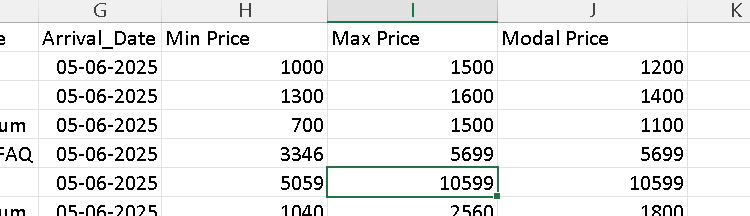 G H I J K
e Arrival_Date Min Price Max Price Modal Price
05-06-2025 1000 1500 1200
05-06-2025 1300 1600 1400
um 05-06-2025 700 1500 1100
FAQ 05-06-2025 3346 5699 5699
05-06-2025 5059 10599 10599
um 05-06-2025 1040 2560 1800